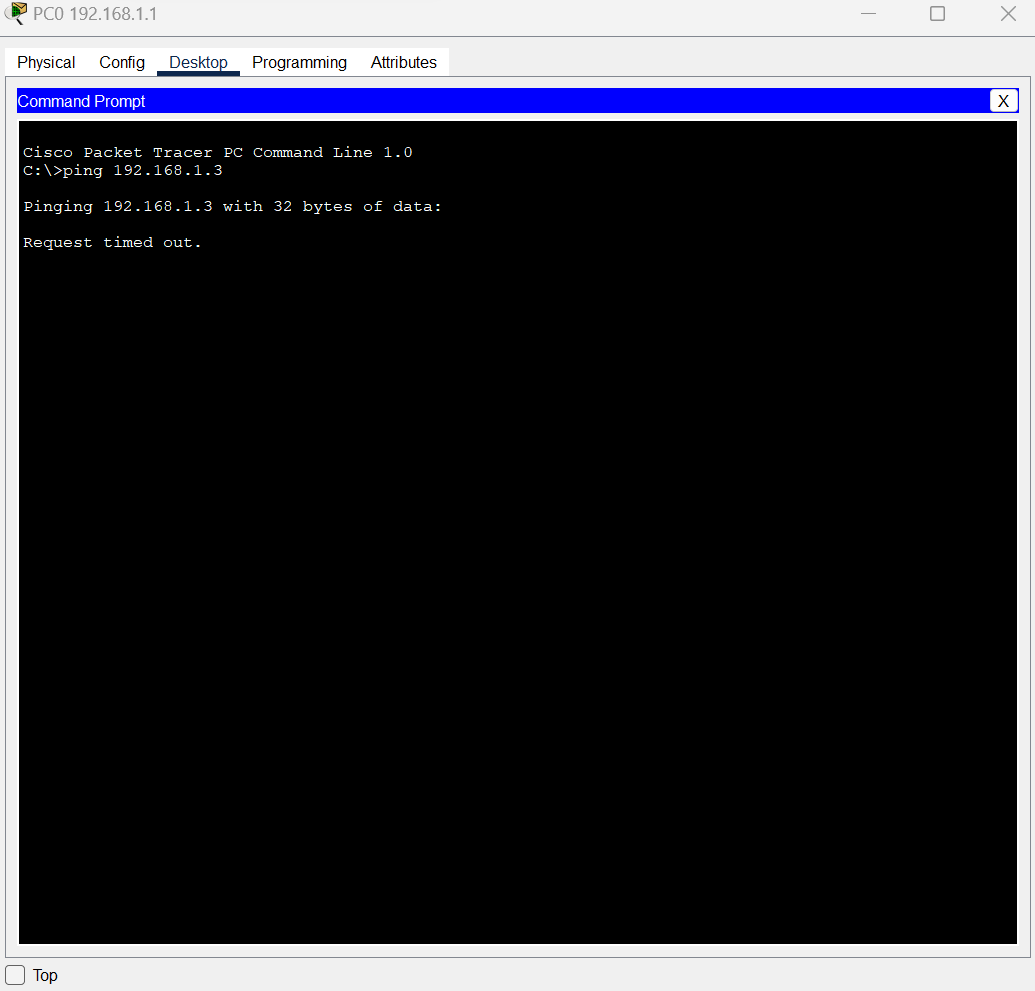 PC0 192.168.1.1
Physical Config Desktop Programming Attributes
Command Prompt X
Cisco Packet Tracer PC Command Line 1.0
C:\>ping 192.168.1.3
Pinging 192.168.1.3 with 32 bytes of data:
Request timed out.
Top